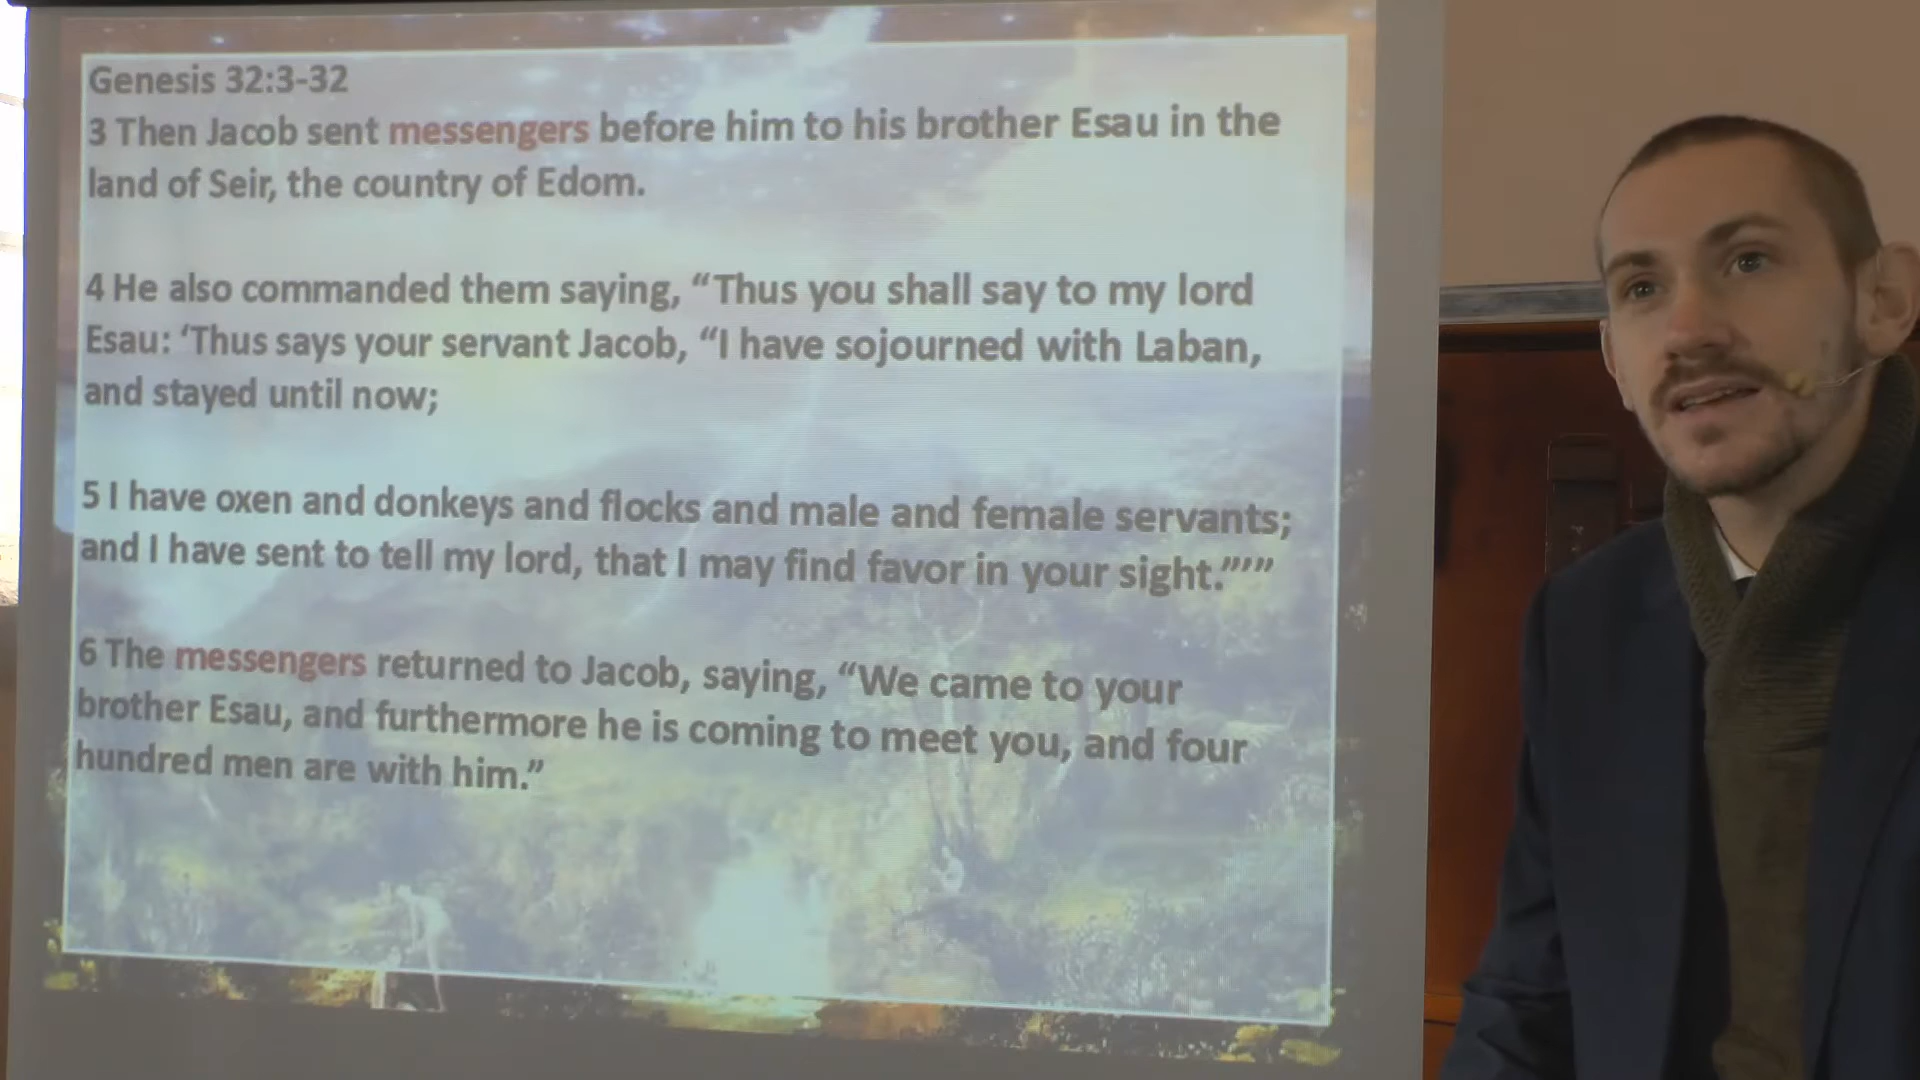 Genesis 32:3-32
3 Then Jacob sent messengers before him to his brother Esau in the
land of Seir, the country of Edom.
4 He also commanded them saying, “Thus you shall say to my lord
Esau: ‘Thus says your servant Jacob, “I have sojourned with Laban,
and stayed until now;
5 I have oxen and donkeys and flocks and male and female servants;
and I have sent to tell my lord, that I may find favor in your sight.”’”
6 The messengers returned to Jacob, saying, “We came to your
brother Esau, and furthermore he is coming to meet you, and four
hundred men are with him.”